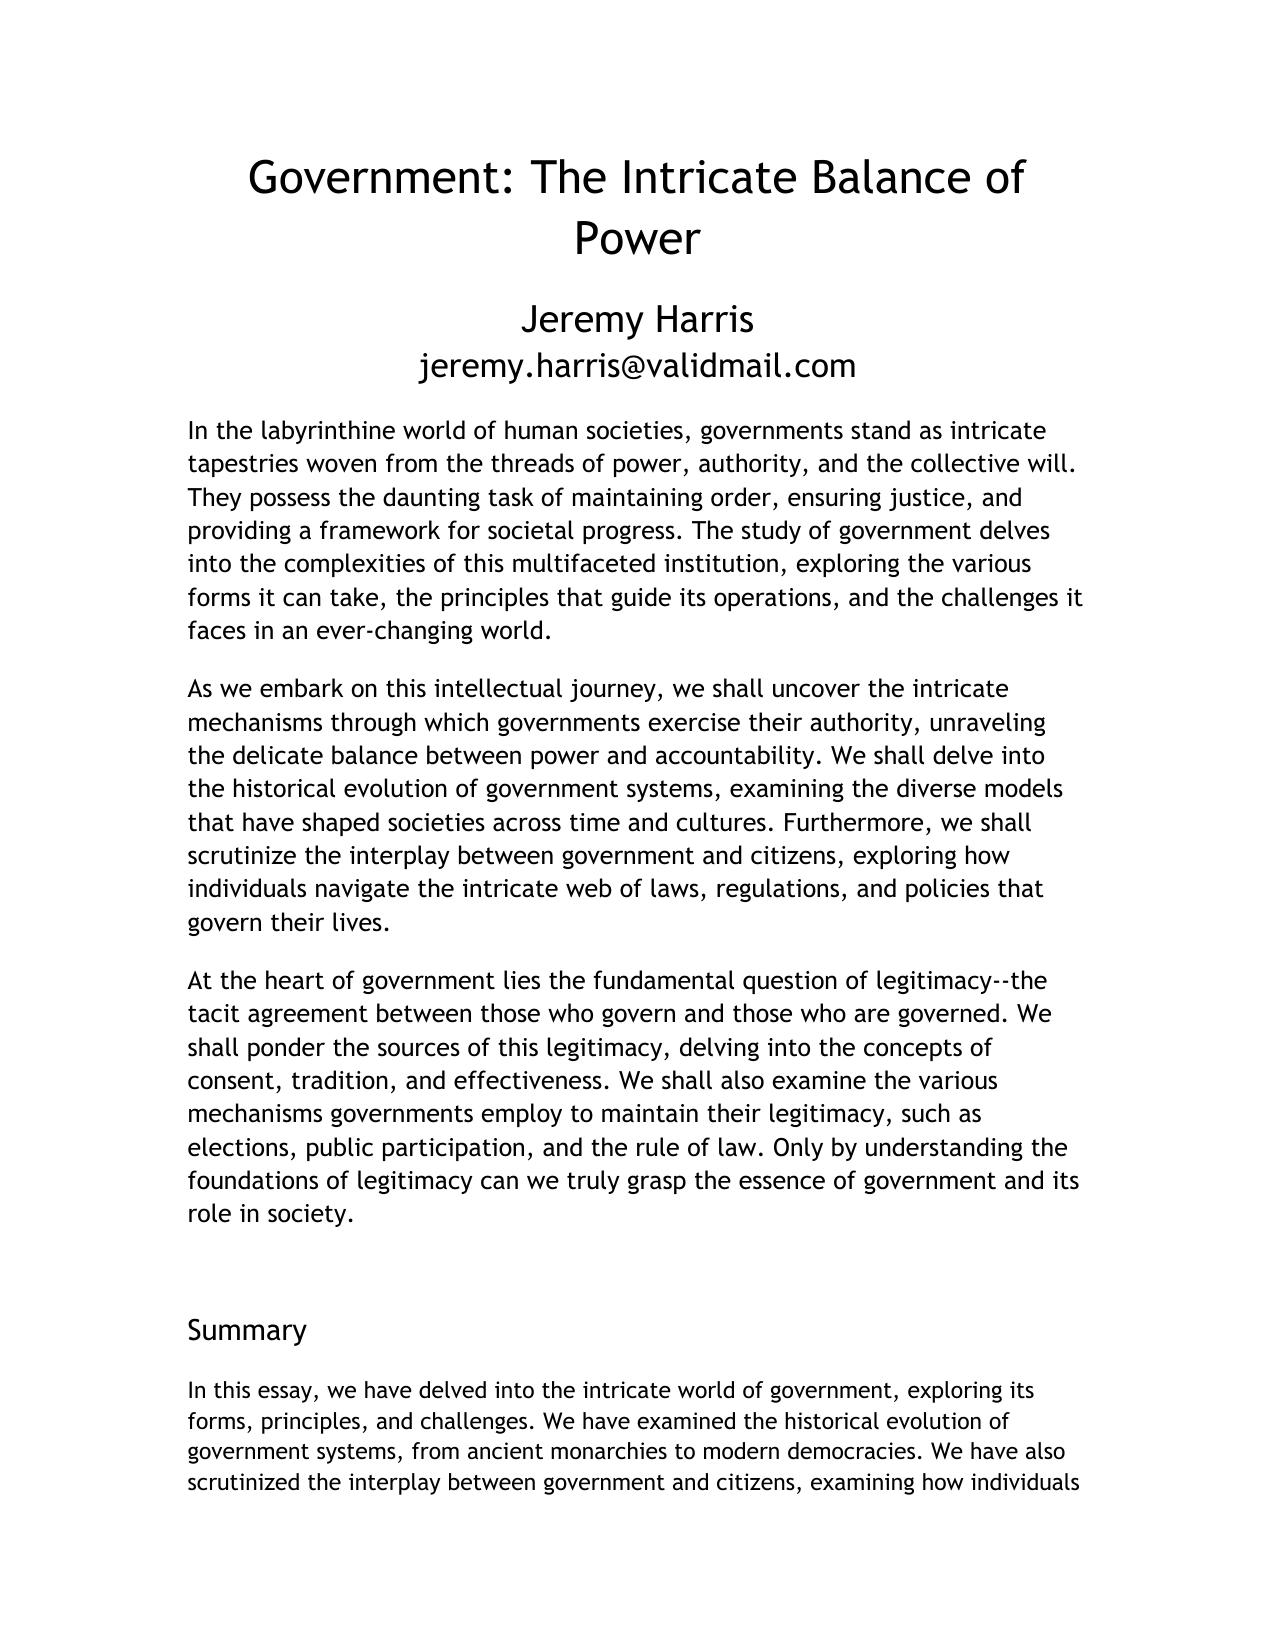 Government: The Intricate Balance of
Power
Jeremy Harris
jeremy.harris@validmail.com
In the labyrinthine world of human societies, governments stand as intricate
tapestries woven from the threads of power, authority, and the collective will.
They possess the daunting task of maintaining order, ensuring justice, and
providing a framework for societal progress. The study of government delves
into the complexities of this multifaceted institution, exploring the various
forms it can take, the principles that guide its operations, and the challenges it
faces in an ever-changing world.
As we embark on this intellectual journey, we shall uncover the intricate
mechanisms through which governments exercise their authority, unraveling
the delicate balance between power and accountability. We shall delve into
the historical evolution of government systems, examining the diverse models
that have shaped societies across time and cultures. Furthermore, we shall
scrutinize the interplay between government and citizens, exploring how
individuals navigate the intricate web of laws, regulations, and policies that
govern their lives.
At the heart of government lies the fundamental question of legitimacy--the
tacit agreement between those who govern and those who are governed. We
shall ponder the sources of this legitimacy, delving into the concepts of
consent, tradition, and effectiveness. We shall also examine the various
mechanisms governments employ to maintain their legitimacy, such as
elections, public participation, and the rule of law. Only by understanding the
foundations of legitimacy can we truly grasp the essence of government and its
role in society.
Summary
In this essay, we have delved into the intricate world of government, exploring its
forms, principles, and challenges. We have examined the historical evolution of
government systems, from ancient monarchies to modern democracies. We have also
scrutinized the interplay between government and citizens, examining how individuals